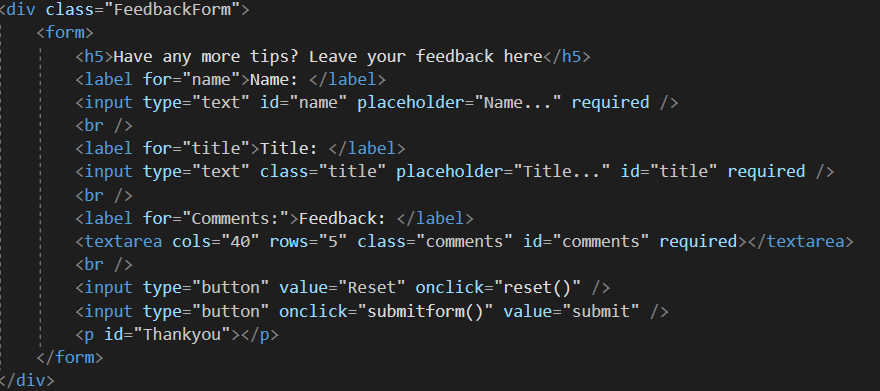 <div class="FeedbackForm">
<form>
<h5>Have any more tips? Leave your feedback here</h5>
<label for="name">Name: </label>
<input type="text" id="name" placeholder="Name..." required />
<br />
<label for="title">Title: </label>
<input type="text" class="title" placeholder="Title..." id="title" required />
<br />
<label for="Comments:">Feedback: </label>
<textarea cols="40" rows="5" class="comments" id="comments" required></textarea>
<br />
<input type="button" value="Reset" onclick="reset()" />
<input type="button" onclick="submitform()" value="submit" />
<p id="Thankyou"></p>
</form>
</div>